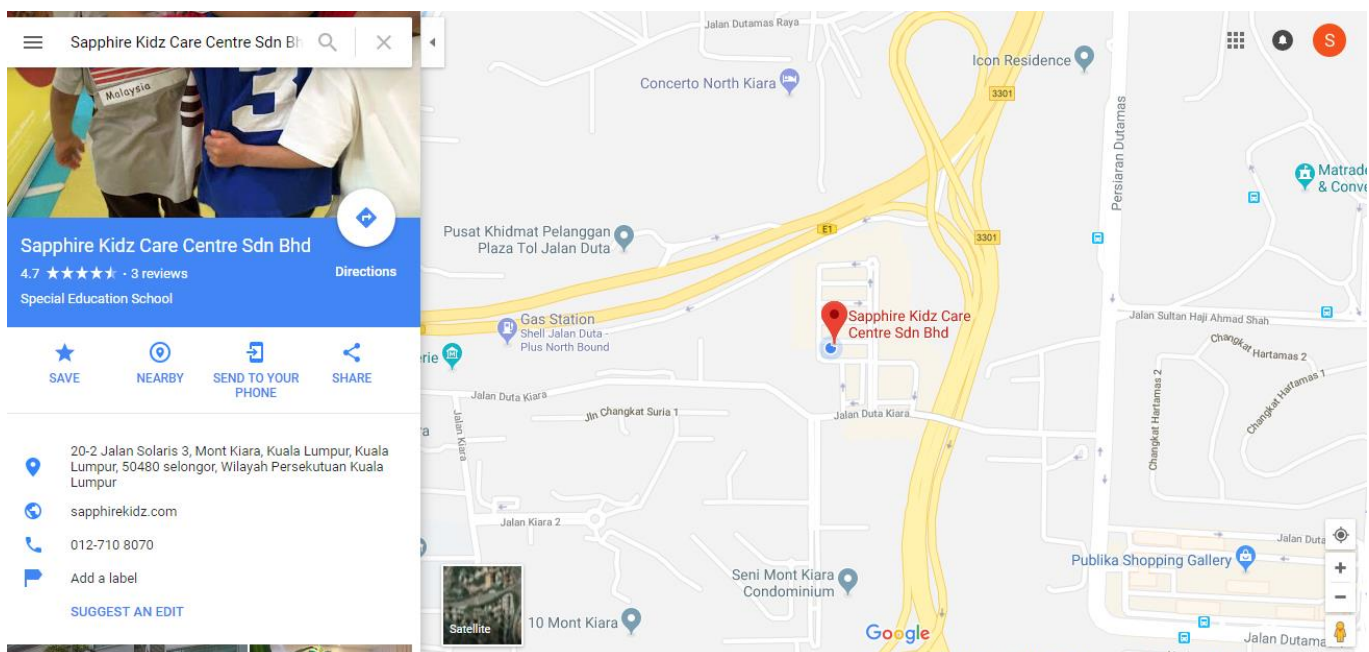 Sapphire Kidz Care Centre Sdn Bh
Malaysia
3
Sapphire Kidz Care Centre Sdn Bhd
4.7 ★★★★★ · 3 reviews
Directions
Special Education School
SAVE
NEARBY
SEND TO YOUR
PHONE
SHARE
20-2 Jalan Solaris 3, Mont Kiara, Kuala Lumpur, Kuala
Lumpur, 50480 selongor, Wilayah Persekutuan Kuala
Lumpur
sapphirekidz.com
012-710 8070
Add a label
SUGGEST AN EDIT
Jalan Dutamas Raya
S
Icon Residence
Concerto North Kiara
3301
Persiaran Dutamas
Matrade
& Conve
Pusat Khidmat Pelanggan
Plaza Tol Jalan Duta
E1
3301
Gas Station
Shell Jalan Duta -
Plus North Bound
Sapphire Kidz Care
Centre Sdn Bhd
Jalan Sultan Haji Ahmad Shah
Changkat Hartamas 2
rie
Jalan Duta Kiara
Jln Changkat Suria 1
Jalan Duta Kiara
Changkat Hartamas 2
Changkat Hartamas 1
ra
Jalan Kiara
Jalan Kiara 2
Jalan Duta
Publika Shopping Gallery
Seni Mont Kiara
Condominium
Satellite
10 Mont Kiara
Google
Jalan Dutama